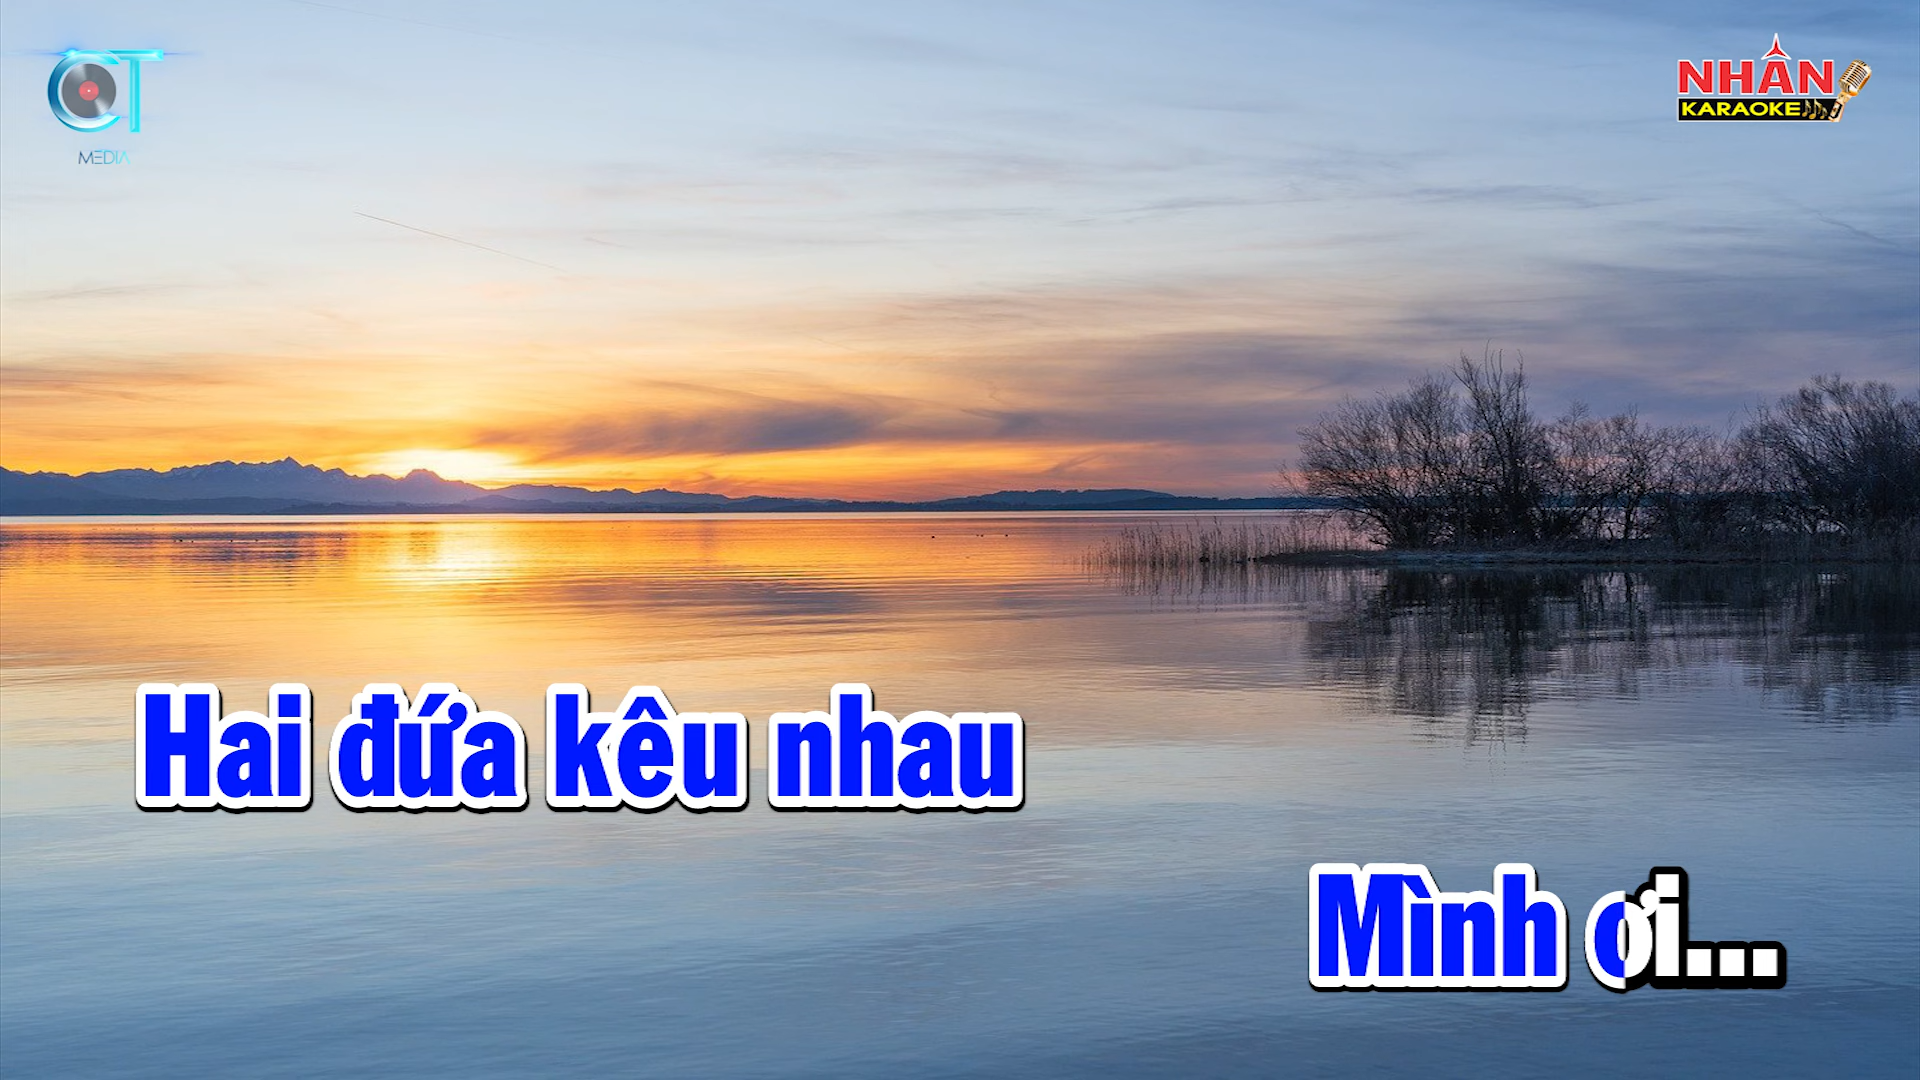 CT
MEDIA
NHÂN
KARAOKE
Hai đứa kêu nhau
Mình ơi...